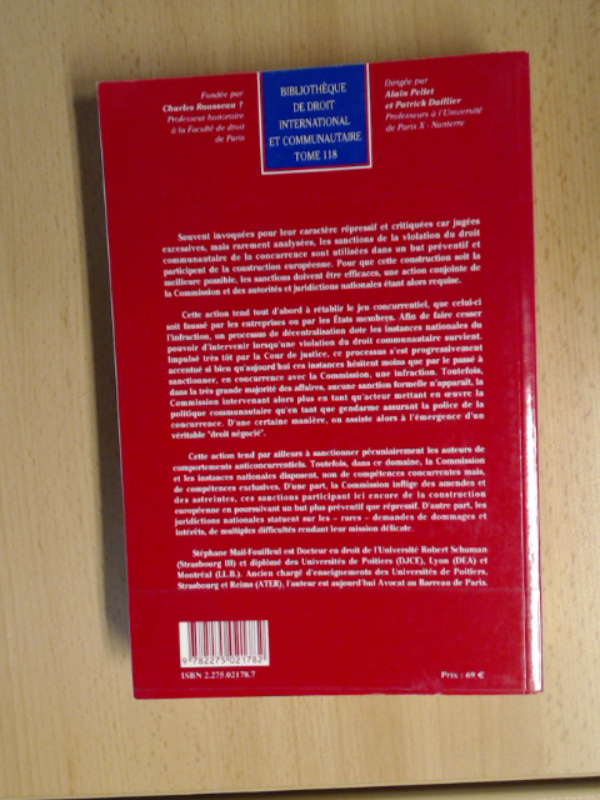 Fondée par
Charles Rousseau †
Professeur honoraire
à la Faculté de droit
de Paris
BIBLIOTHÈQUE
DE DROIT
INTERNATIONAL
ET COMMUNAUTAIRE
TOME 118
Dirigée par
Alain Pellet
et Patrick Daillier
Professeurs à l'Université
de Paris X - Nanterre
Souvent invoquées pour leur caractère répressif et critiquées car jugées
excessives, mais rarement analysées, les sanctions de la violation du droit
communautaire de la concurrence sont utilisées dans un but préventif et
participent de la construction européenne. Pour que cette construction soit la
meilleure possible, les sanctions doivent être efficaces, une action conjointe de
la Commission et des autorités et juridictions nationales étant alors requise.
Cette action tend tout d'abord à rétablir le jeu concurrentiel, que celui-ci
soit faussé par les entreprises ou par les États membres. Afin de faire cesser
l'infraction, un processus de décentralisation dote les instances nationales du
pouvoir d'intervenir lorsqu'une violation du droit communautaire survient.
Impulsé très tôt par la Cour de justice, ce processus s'est progressivement
accentué si bien qu'aujourd'hui ces instances hésitent moins que par le passé à
sanctionner, en concurrence avec la Commission, une infraction. Toutefois,
dans la très grande majorité des affaires, aucune sanction formelle n'apparaît, la
Commission intervenant alors plus en tant qu'acteur mettant en œuvre la
politique communautaire qu'en tant que gendarme assurant la police de la
concurrence. D'une certaine manière, on assiste alors à l'émergence d'un
véritable "droit négocié".
Cette action tend par ailleurs à sanctionner pécuniairement les auteurs de
comportements anticoncurrentiels. Toutefois, dans ce domaine, la Commission
et les instances nationales disposent, non de compétences concurrentes mais,
de compétences exclusives. D'une part, la Commission inflige des amendes et
des astreintes, ces sanctions participant ici encore de la construction
européenne en poursuivant un but plus préventif que répressif. D'autre part, les
juridictions nationales statuent sur les – rares – demandes de dommages et
intérêts, de multiples difficultés rendant leur mission délicate.
Stéphane Mail-Fouilleul est Docteur en droit de l'Université Robert Schuman
(Strasbourg III) et diplômé des Universités de Poitiers (DJCE), Lyon (DEA) et
Montréal (LL.B.). Ancien chargé d'enseignements des Universités de Poitiers,
Strasbourg et Reims (ATER), l'auteur est aujourd'hui Avocat au Barreau de Paris.
9 782275 021782
ISBN 2.275.02178.7
Prix : 69 €